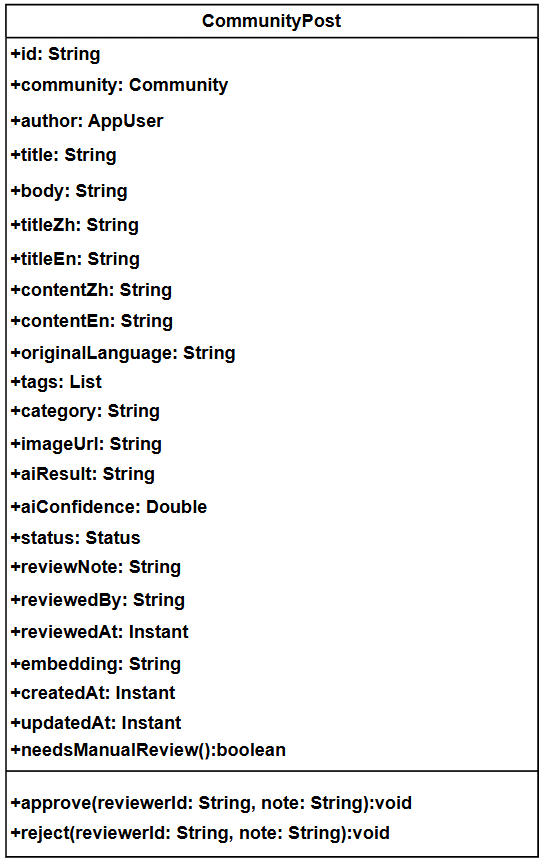 CommunityPost
+id: String
+community: Community
+author: AppUser
+title: String
+body: String
+titleZh: String
+titleEn: String
+contentZh: String
+contentEn: String
+originalLanguage: String
+tags: List
+category: String
+imageUrl: String
+aiResult: String
+aiConfidence: Double
+status: Status
+reviewNote: String
+reviewedBy: String
+reviewedAt: Instant
+embedding: String
+createdAt: Instant
+updatedAt: Instant
+needsManualReview():boolean
+approve(reviewerId: String, note: String):void
+reject(reviewerId: String, note: String):void